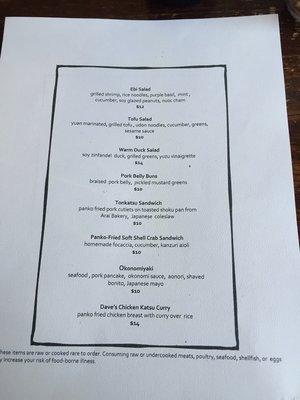 Ebi Salad
grilled shrimp, rice noodles, purple basil, mint,
cucumber, soy glazed peanuts, nuoc cham
$12
Tofu Salad
yuan marinated, grilled tofu, udon noodles, cucumber, greens,
sesame sauce
$10
Warm Duck Salad
soy zinfandel duck, grilled greens, yuzu vinaigrette
$14
Pork Belly Buns
braised pork belly, pickled mustard greens
$10
Tonkatsu Sandwich
panko fried pork cutlets on toasted shoku pan from
Arai Bakery, Japanese coleslaw
$10
Panko-Fried Soft Shell Crab Sandwich
homemade focaccia, cucumber, kanzuri aioli
$10
Okonomiyaki
seafood, pork pancake, okonomi sauce, aonori, shaved
bonito, Japanese mayo
$10
Dave's Chicken Katsu Curry
panko fried chicken breast with curry over rice
$14
hese items are raw or cooked rare to order. Consuming raw or undercooked meats, poultry, seafood, shellfish, or eggs
y increase your risk of food-borne illness.